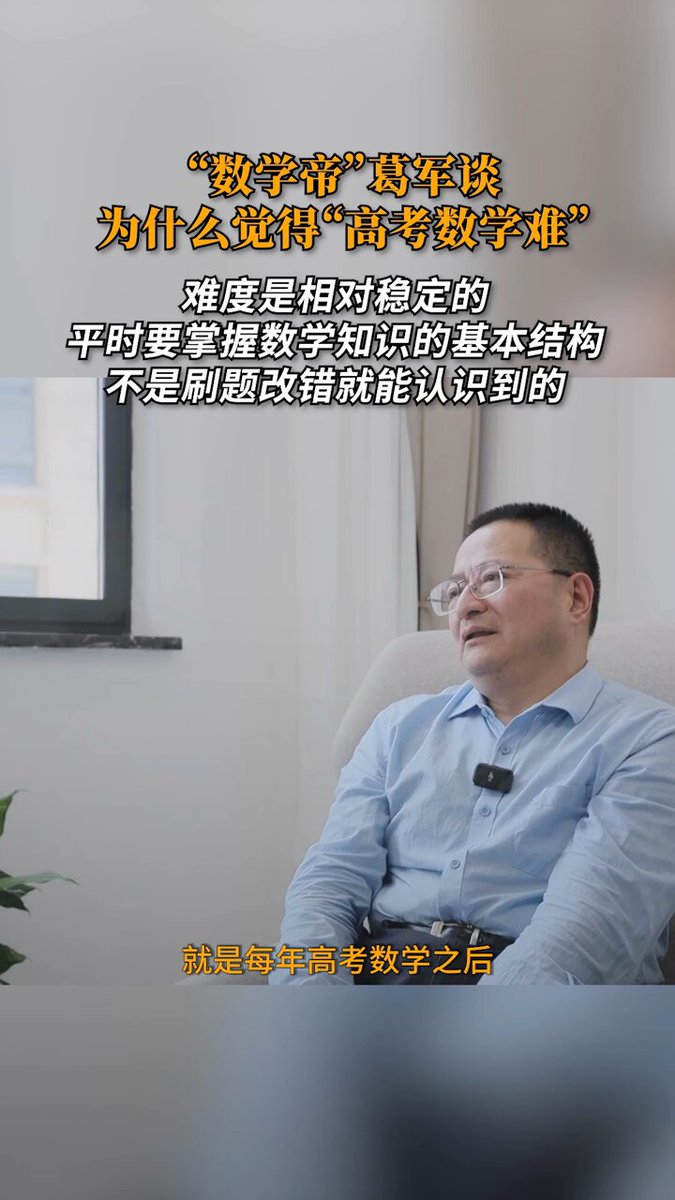 “数学帝”葛军谈
为什么觉得“高考数学难”
难度是相对稳定的
平时要掌握数学知识的基本结构
不是刷题改错就能认识到的
就是每年高考数学之后